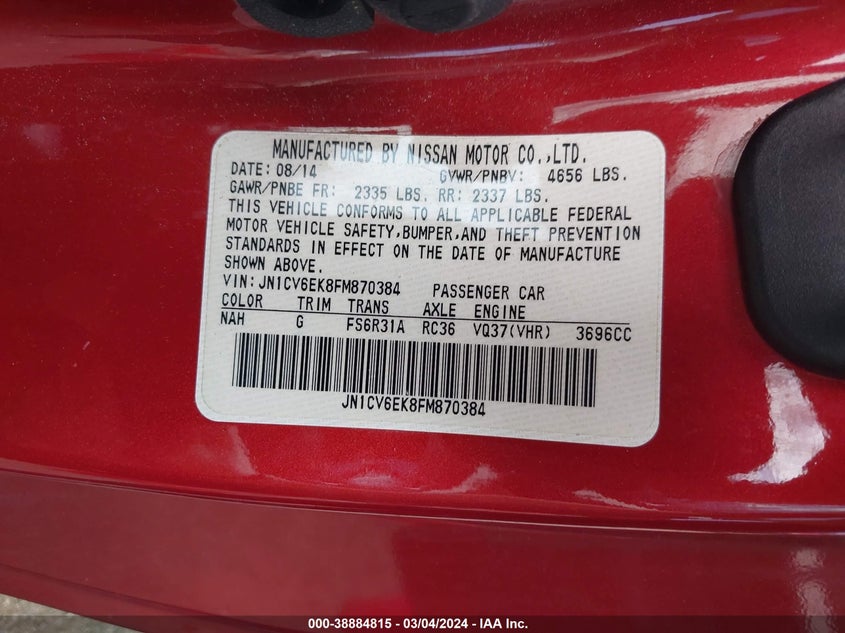 MANUFACTURED BY NISSAN MOTOR CO.,LTD.
DATE: 08/14 GVWR/PNBV: 4656 LBS.
GAWR/PNBE FR: 2335 LBS. RR: 2337 LBS.
THIS VEHICLE CONFORMS TO ALL APPLICABLE FEDERAL
MOTOR VEHICLE SAFETY,BUMPER,AND THEFT PREVENTION
STANDARDS IN EFFECT ON THE DATE OF MANUFACTURE
SHOWN ABOVE.
VIN: JN1CV6EK8FM870384 PASSENGER CAR
COLOR TRIM TRANS AXLE ENGINE
NAH G FS6R31A RC36 VQ37(VHR) 3696CC
JN1CV6EK8FM870384
000-38884815 - 03/04/2024 - IAA Inc.